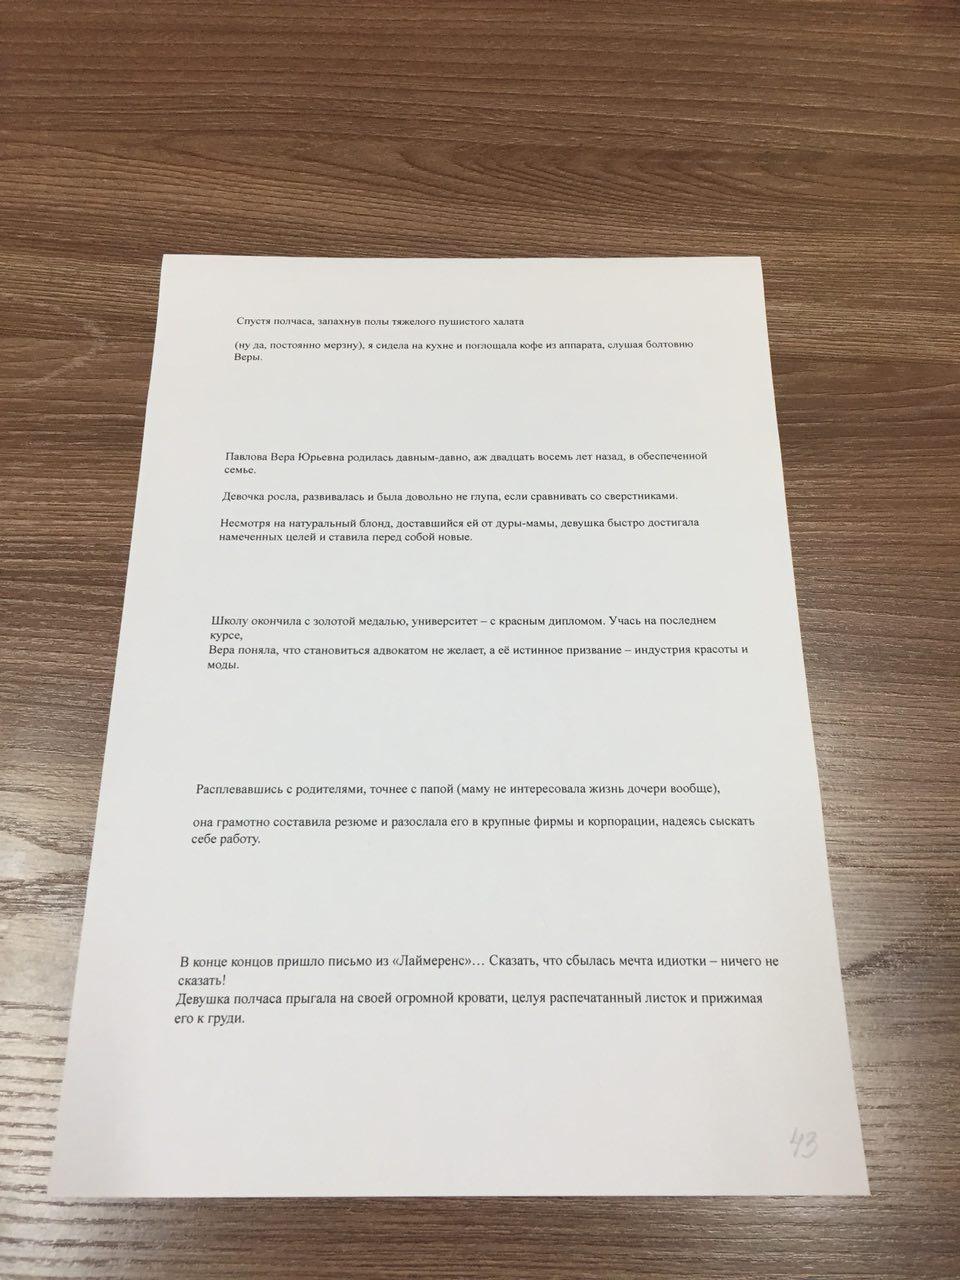 Спустя полчаса, запахнув полы тяжелого пушистого халата
(ну да, постоянно мерзну), я сидела на кухне и поглощала кофе из аппарата, слушая болтовню
Веры.
Павлова Вера Юрьевна родилась давным-давно, аж двадцать восемь лет назад, в обеспеченной
семье.
Девочка росла, развивалась и была довольно не глупа, если сравнивать со сверстниками.
Несмотря на натуральный блонд, доставшийся ей от дуры-мамы, девушка быстро достигала
намеченных целей и ставила перед собой новые.
Школу окончила с золотой медалью, университет – с красным дипломом. Учась на последнем
курсе,
Вера поняла, что становиться адвокатом не желает, а её истинное призвание – индустрия красоты и
моды.
Расплевавшись с родителями, точнее с папой (маму не интересовала жизнь дочери вообще),
она грамотно составила резюме и разослала его в крупные фирмы и корпорации, надеясь сыскать
себе работу.
В конце концов пришло письмо из «Лаймеренс»… Сказать, что сбылась мечта идиотки – ничего не
сказать!
Девушка полчаса прыгала на своей огромной кровати, целуя распечатанный листок и прижимая
его к груди.
43